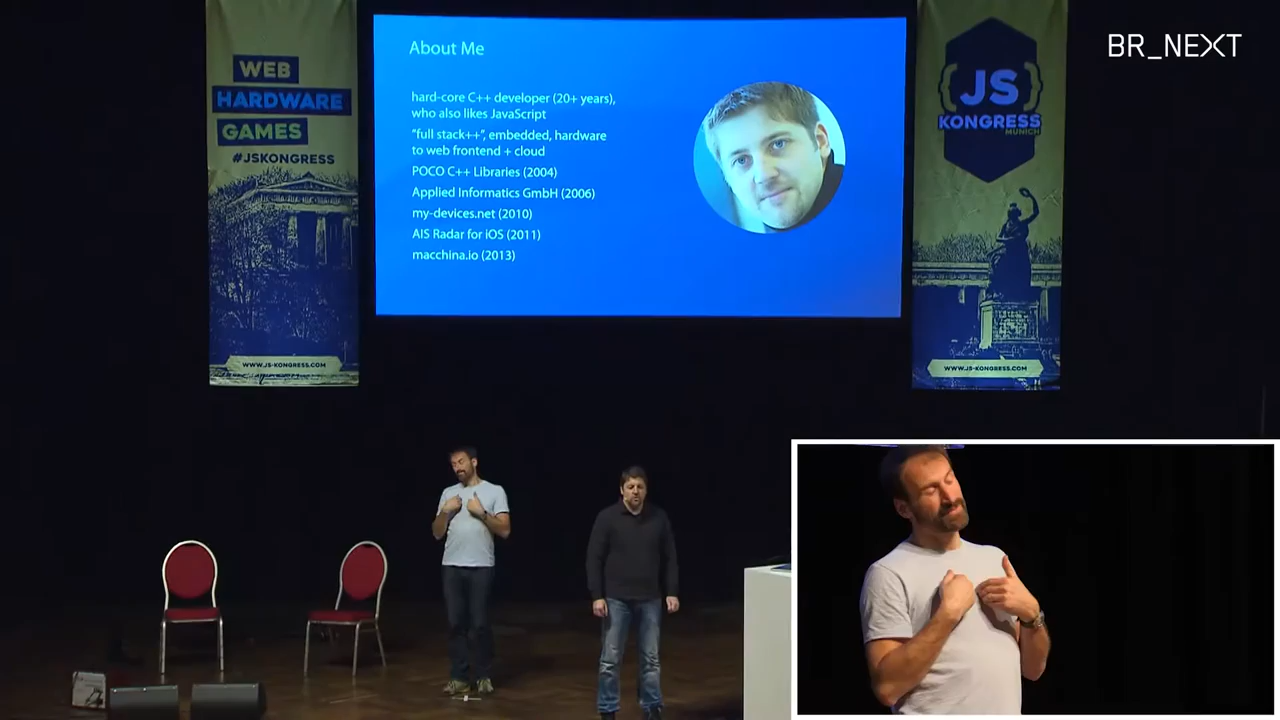 WEB
HARDWARE
GAMES
#JSKONGRESS
WWW.JS-KONGRESS.COM
About Me
hard-core C++ developer (20+ years),
who also likes JavaScript
"full stack++", embedded, hardware
to web frontend + cloud
POCO C++ Libraries (2004)
Applied Informatics GmbH (2006)
my-devices.net (2010)
AIS Radar for iOS (2011)
macchina.io (2013)
{JS}
KONGRESS
MUNICH
WWW.JS-KONGRESS.COM
BR_NEXT